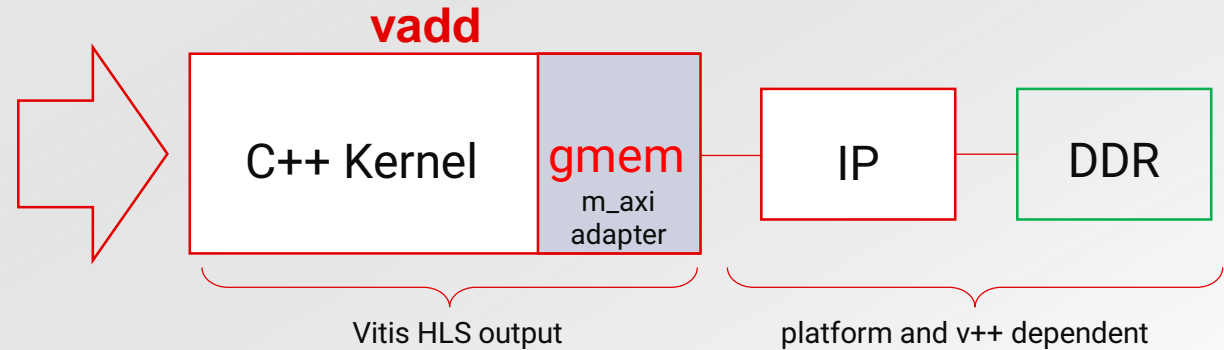 vadd
C++ Kernel
gmem
m_axi
adapter
IP
DDR
Vitis HLS output
platform and v++ dependent